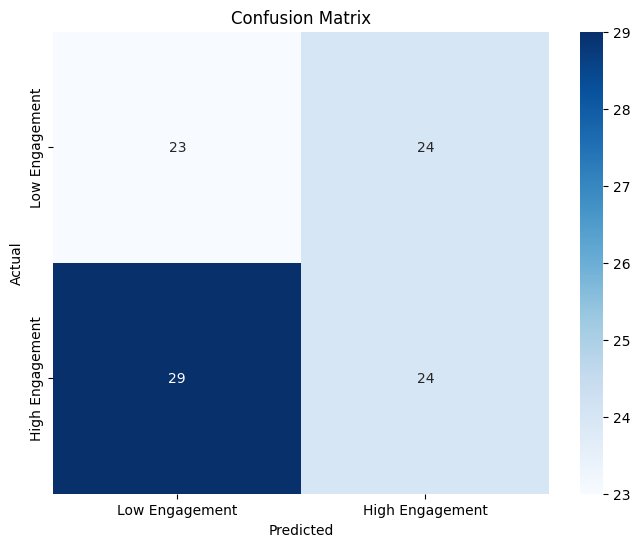 Confusion Matrix
Actual
Low Engagement
High Engagement
23
24
29
24
Low Engagement
High Engagement
Predicted
29
28
27
26
25
24
23